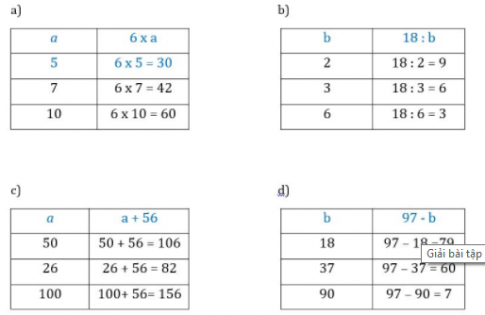 a)
a 6 x a
5 6 x 5 = 30
7 6 x 7 = 42
10 6 x 10 = 60
b)
b 18 : b
2 18 : 2 = 9
3 18 : 3 = 6
6 18 : 6 = 3
c)
a a + 56
50 50 + 56 = 106
26 26 + 56 = 82
100 100+ 56= 156
d)
b 97 - b
18 97 – 18 =79
Giải bài tập
37 97 – 37 = 60
90 97 – 90 = 7